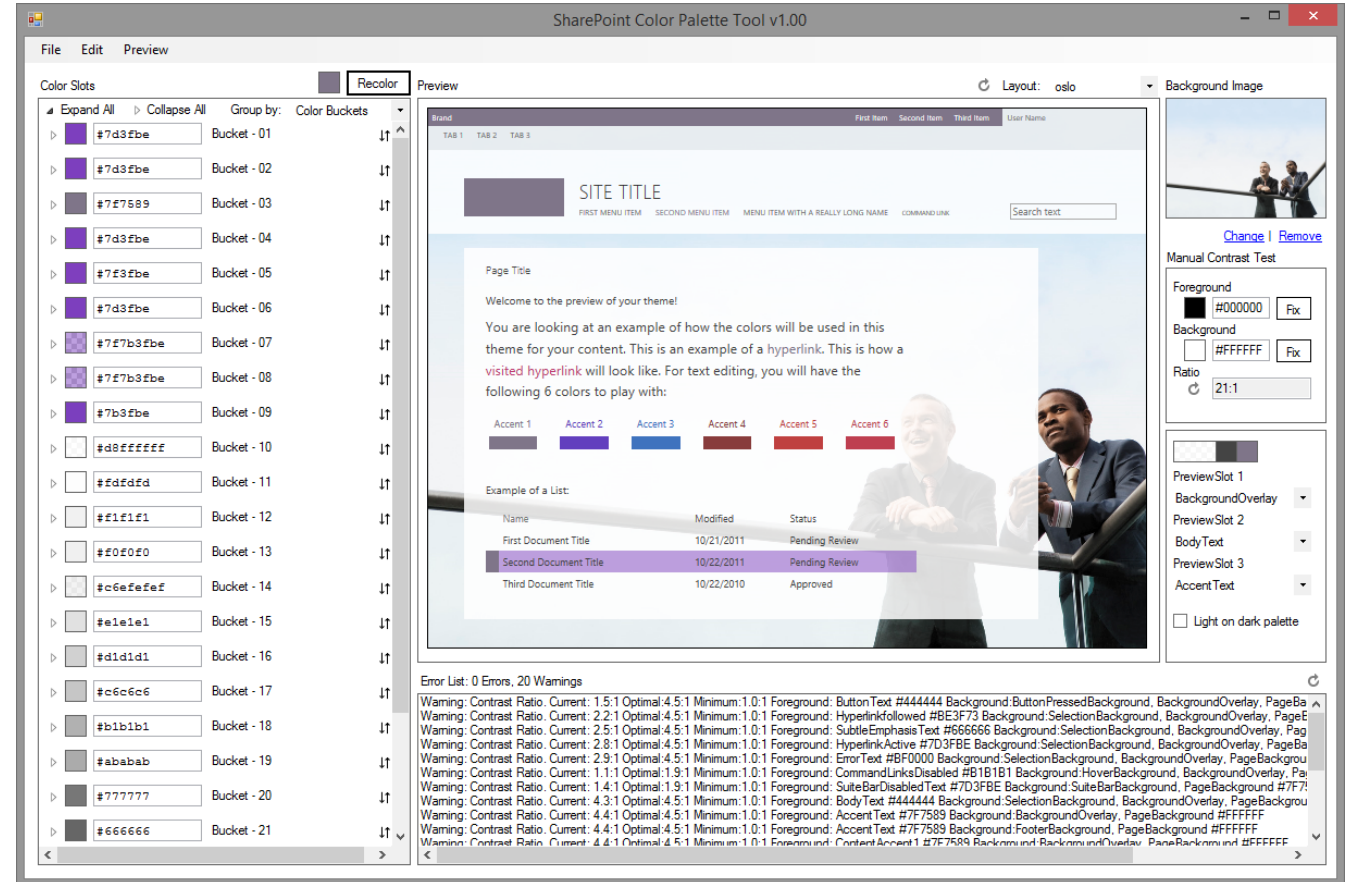 SharePoint Color Palette Tool v1.00
File Edit Preview
Color Slots Recolor
Expand All Collapse All Group by: Color Buckets
#7d3fbe Bucket - 01
#7d3fbe Bucket - 02
#7f7589 Bucket - 03
#7d3fbe Bucket - 04
#7f3fbe Bucket - 05
#7d3fbe Bucket - 06
#7f7b3fbe Bucket - 07
#7f7b3fbe Bucket - 08
#7b3fbe Bucket - 09
#d8ffffff Bucket - 10
#fdfdfd Bucket - 11
#f1f1f1 Bucket - 12
#f0f0f0 Bucket - 13
#c6efefef Bucket - 14
#e1e1e1 Bucket - 15
#d1d1d1 Bucket - 16
#c6c6c6 Bucket - 17
#b1b1b1 Bucket - 18
#ababab Bucket - 19
#777777 Bucket - 20
#666666 Bucket - 21
Preview Layout: oslo
Brand First Item Second Item Third Item User Name
TAB 1 TAB 2 TAB 3
SITE TITLE
FIRST MENU ITEM SECOND MENU ITEM MENU ITEM WITH A REALLY LONG NAME COMMAND LINK Search text
Page Title
Welcome to the preview of your theme!
You are looking at an example of how the colors will be used in this
theme for your content. This is an example of a hyperlink. This is how a
visited hyperlink will look like. For text editing, you will have the
following 6 colors to play with:
Accent 1 Accent 2 Accent 3 Accent 4 Accent 5 Accent 6
Example of a List:
Name Modified Status
First Document Title 10/21/2011 Pending Review
Second Document Title 10/22/2011 Pending Review
Third Document Title 10/22/2010 Approved
Background Image
Change | Remove
Manual Contrast Test
Foreground
#000000 Fix
Background
#FFFFFF Fix
Ratio
21:1
PreviewSlot 1
BackgroundOverlay
PreviewSlot 2
BodyText
PreviewSlot 3
AccentText
Light on dark palette
Error List: 0 Errors, 20 Warnings
Warning: Contrast Ratio. Current: 1.5:1 Optimal:4.5:1 Minimum:1.0:1 Foreground: ButtonText #444444 Background:ButtonPressedBackground, BackgroundOverlay, PageBa
Warning: Contrast Ratio. Current: 2.2:1 Optimal:4.5:1 Minimum:1.0:1 Foreground: Hyperlinkfollowed #BE3F73 Background:SelectionBackground, BackgroundOverlay, PageE
Warning: Contrast Ratio. Current: 2.5:1 Optimal:4.5:1 Minimum:1.0:1 Foreground: SubtleEmphasisText #666666 Background:SelectionBackground, BackgroundOverlay, Pag
Warning: Contrast Ratio. Current: 2.8:1 Optimal:4.5:1 Minimum:1.0:1 Foreground: HyperlinkActive #7D3FBE Background:SelectionBackground, BackgroundOverlay, PageBa
Warning: Contrast Ratio. Current: 2.9:1 Optimal:4.5:1 Minimum:1.0:1 Foreground: ErrorText #BF0000 Background:SelectionBackground, BackgroundOverlay, PageBackgrou
Warning: Contrast Ratio. Current: 1.1:1 Optimal:1.9:1 Minimum:1.0:1 Foreground: CommandLinksDisabled #B1B1B1 Background:HoverBackground, BackgroundOverlay, Pa
Warning: Contrast Ratio. Current: 1.4:1 Optimal:1.9:1 Minimum:1.0:1 Foreground: SuiteBarDisabledText #7D3FBE Background:SuiteBarBackground, PageBackground #7F7
Warning: Contrast Ratio. Current: 4.3:1 Optimal:4.5:1 Minimum:1.0:1 Foreground: BodyText #444444 Background:SelectionBackground, BackgroundOverlay, PageBackgrou
Warning: Contrast Ratio. Current: 4.4:1 Optimal:4.5:1 Minimum:1.0:1 Foreground: AccentText #7F7589 Background:BackgroundOverlay, PageBackground #FFFFFF
Warning: Contrast Ratio. Current: 4.4:1 Optimal:4.5:1 Minimum:1.0:1 Foreground: AccentText #7F7589 Background:FooterBackground, PageBackground #FFFFFF
Warning: Contrast Ratio. Current: 4.4:1 Optimal:4.5:1 Minimum:1.0:1 Foreground: ContentAccent1 #7F7589 Background:BackgroundOverlay, PageBackground #FFFFFF